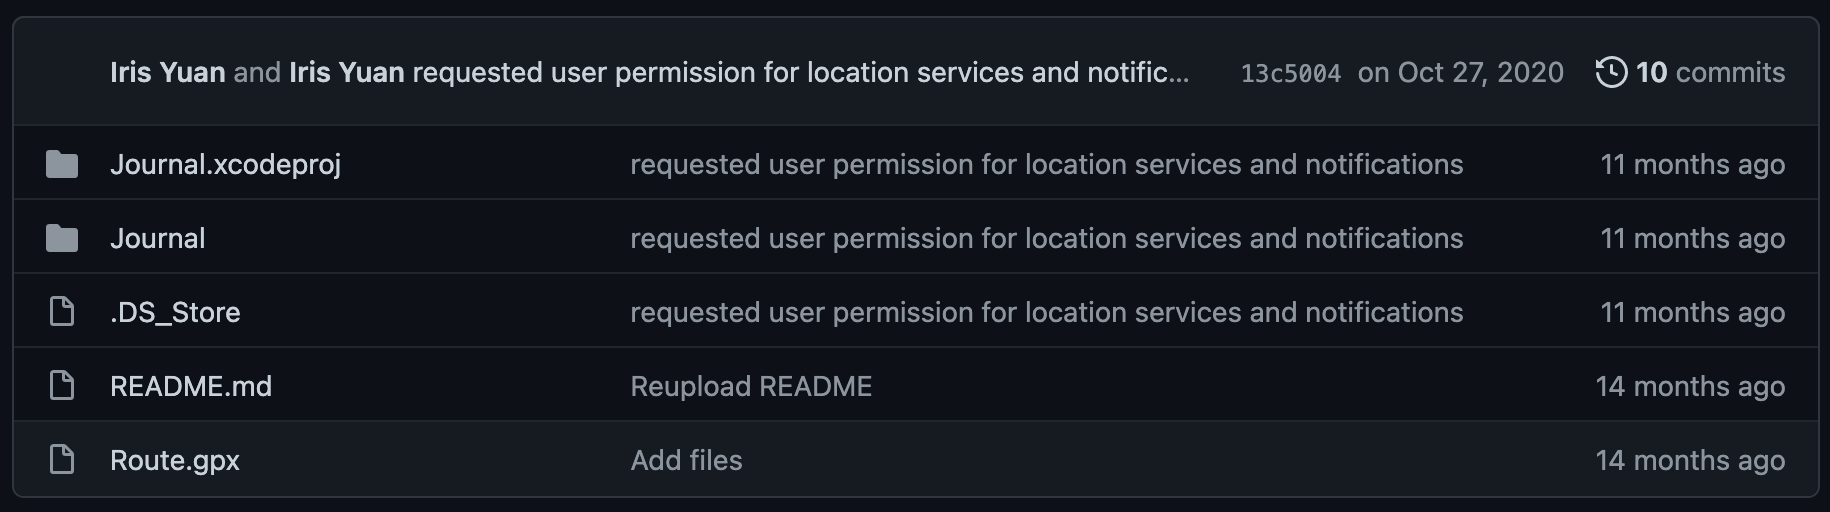 Iris Yuan and Iris Yuan requested user permission for location services and notific... 13c5004 on Oct 27, 2020 10 commits
Journal.xcodeproj requested user permission for location services and notifications 11 months ago
Journal requested user permission for location services and notifications 11 months ago
.DS_Store requested user permission for location services and notifications 11 months ago
README.md Reupload README 14 months ago
Route.gpx Add files 14 months ago